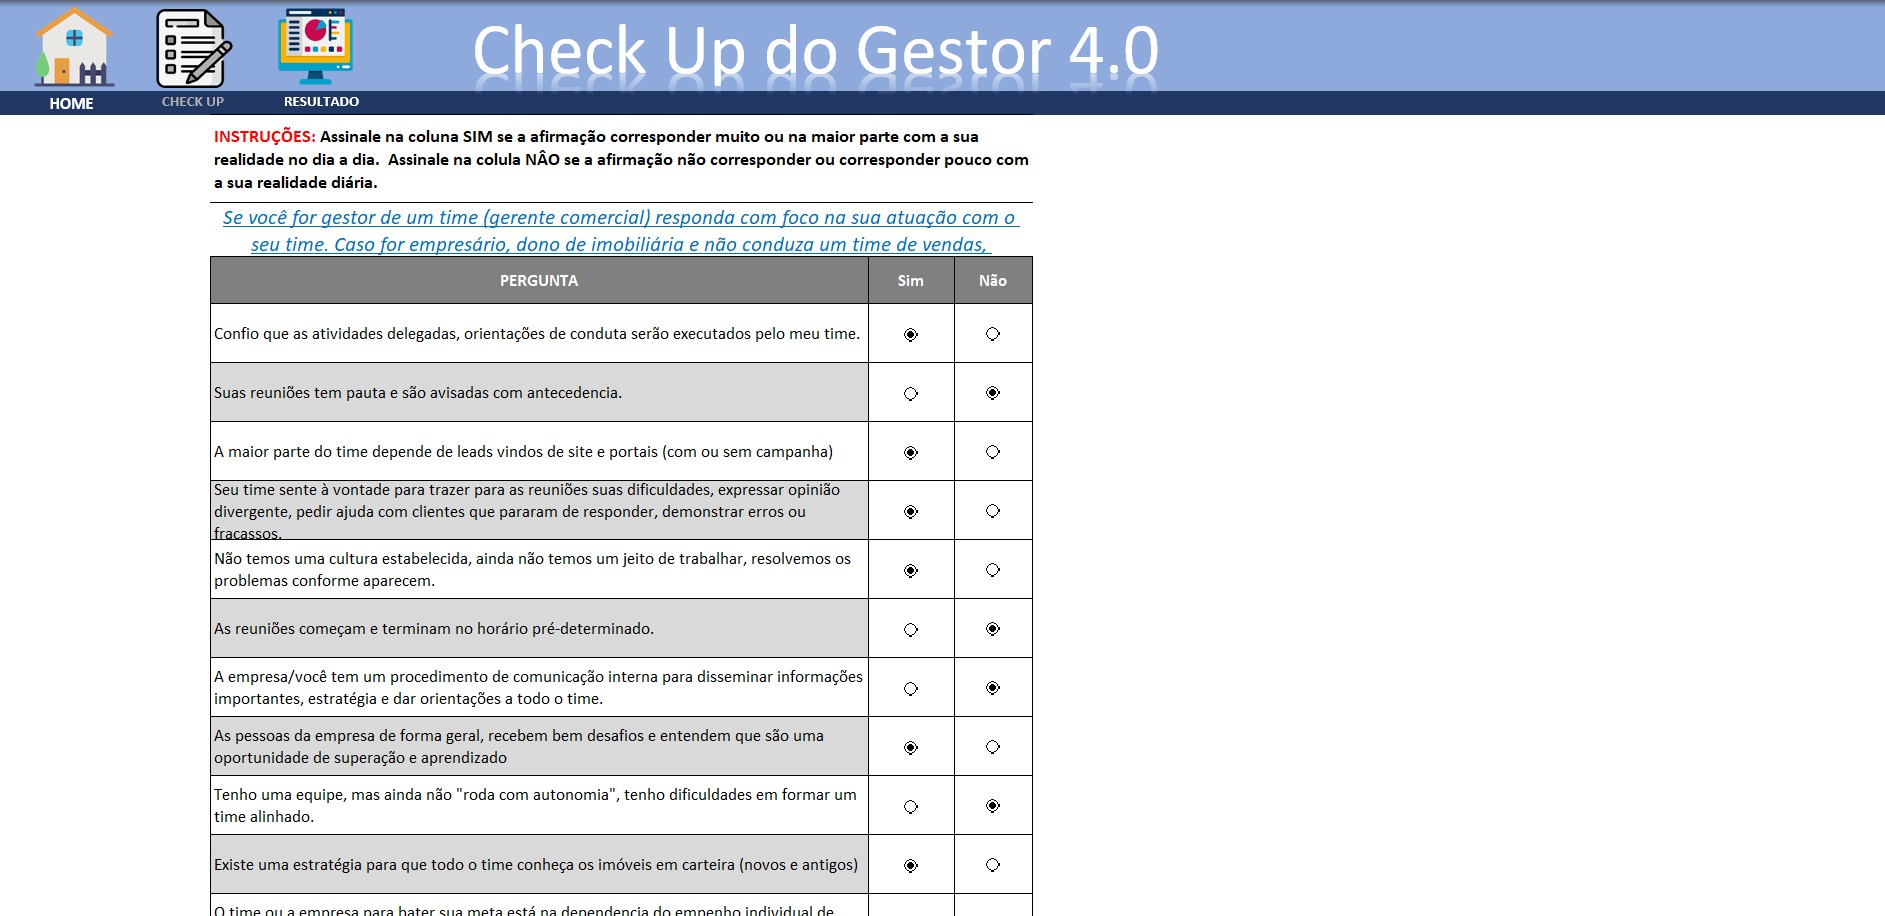 Check Up do Gestor 4.0
HOME
CHECK UP
RESULTADO
INSTRUÇÕES: Assinale na coluna SIM se a afirmação corresponder muito ou na maior parte com a sua
realidade no dia a dia.  Assinale na colula NÂO se a afirmação não corresponder ou corresponder pouco com
a sua realidade diária.
Se você for gestor de um time (gerente comercial) responda com foco na sua atuação com o
seu time. Caso for empresário, dono de imobiliária e não conduza um time de vendas,
PERGUNTA Sim Não
Confio que as atividades delegadas, orientações de conduta serão executados pelo meu time.
Suas reuniões tem pauta e são avisadas com antecedencia.
A maior parte do time depende de leads vindos de site e portais (com ou sem campanha)
Seu time sente à vontade para trazer para as reuniões suas dificuldades, expressar opinião
divergente, pedir ajuda com clientes que pararam de responder, demonstrar erros ou
fracassos.
Não temos uma cultura estabelecida, ainda não temos um jeito de trabalhar, resolvemos os
problemas conforme aparecem.
As reuniões começam e terminam no horário pré-determinado.
A empresa/você tem um procedimento de comunicação interna para disseminar informações
importantes, estratégia e dar orientações a todo o time.
As pessoas da empresa de forma geral, recebem bem desafios e entendem que são uma
oportunidade de superação e aprendizado
Tenho uma equipe, mas ainda não "roda com autonomia", tenho dificuldades em formar um
time alinhado.
Existe uma estratégia para que todo o time conheça os imóveis em carteira (novos e antigos)
O time ou a empresa para bater sua meta está na dependencia do empenho individual de